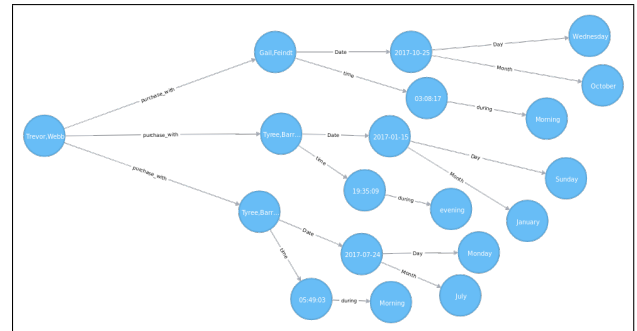 Wednesday
Gail,Ferndt
Date
2017-10-25
Day
Month
October
time
03:08:17
during
Morning
purchase_with
Trevor,Webb
purchase_with
Tyree,Barr...
Date
2017-01-15
Day
Sunday
Month
time
19:35:09
during
evening
January
purchase_with
Tyree,Barr...
Date
2017-07-24
Day
Monday
Month
July
time
05:49:03
during
Morning